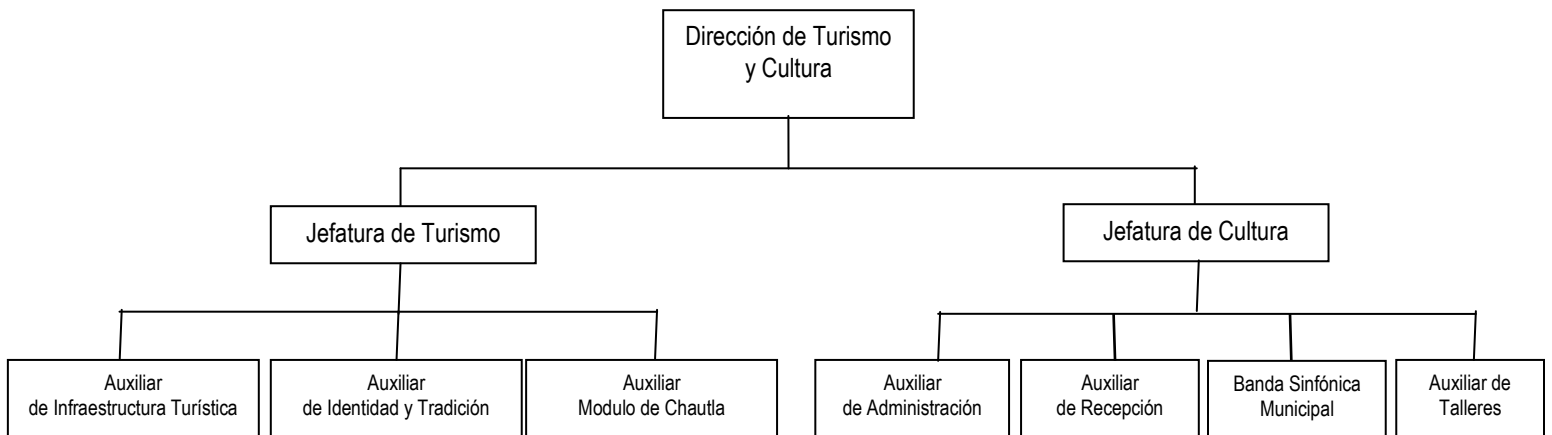 Dirección de Turismo
y Cultura
Jefatura de Turismo
Jefatura de Cultura
Auxiliar
de Infraestructura Turística
Auxiliar
de Identidad y Tradición
Auxiliar
Modulo de Chautla
Auxiliar
de Administración
Auxiliar
de Recepción
Banda Sinfónica
Municipal
Auxiliar de
Talleres